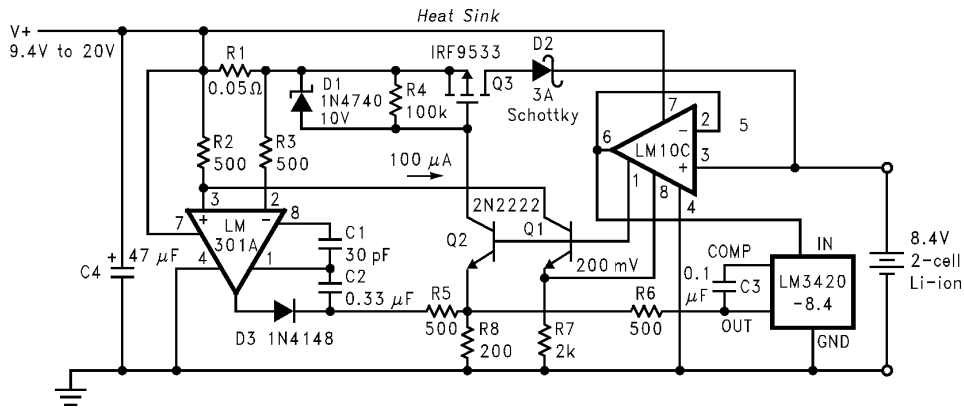 Heat Sink
V+
9.4V to 20V
R1
0.05Ω
D1
1N4740
10V
R4
100k
IRF9533
Q3
D2
3A
Schottky
R2
500
R3
500
100 μA
6
7
2
5
LM10C
−
+
3
1
8
4
3
2
+
−
7
LM
301A
8
4
1
C1
30 pF
C2
0.33 μF
C4
+
47 μF
2N2222
Q2
Q1
200 mV
D3 1N4148
R5
500
R8
200
R7
2k
R6
500
COMP
IN
0.1
μF
C3
LM3420
-8.4
OUT
GND
8.4V
2-cell
Li-ion